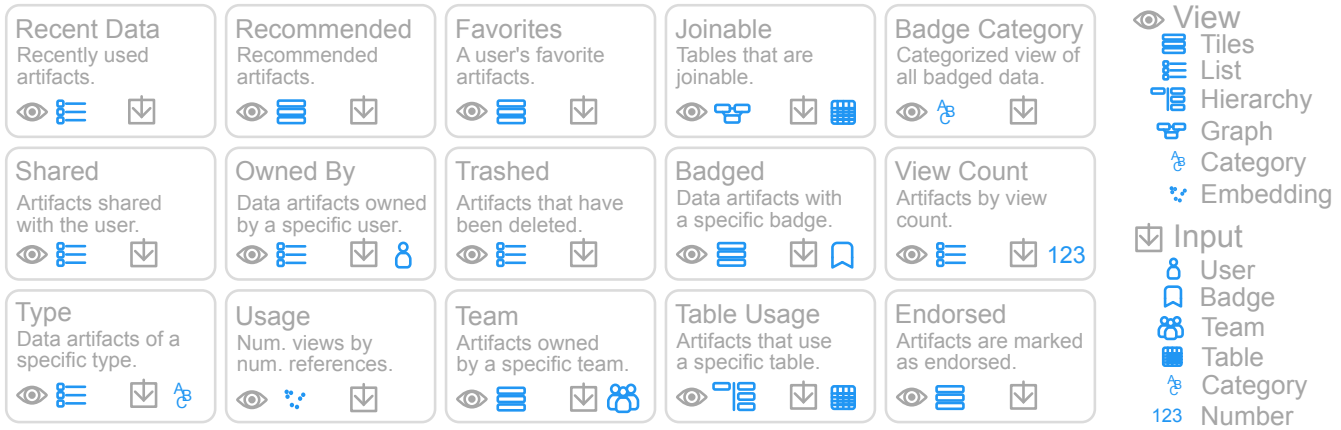 Recent Data
Recently used
artifacts.
Recommended
Recommended
artifacts.
Favorites
A user's favorite
artifacts.
Joinable
Tables that are
joinable.
Badge Category
Categorized view of
all badged data.
ABC
Shared
Artifacts shared
with the user.
Owned By
Data artifacts owned
by a specific user.
Trashed
Artifacts that have
been deleted.
Badged
Data artifacts with
a specific badge.
View Count
Artifacts by view
count.
123
Type
Data artifacts of a
specific type.
ABC
Usage
Num. views by
num. references.
Team
Artifacts owned
by a specific team.
Table Usage
Artifacts that use
a specific table.
Endorsed
Artifacts are marked
as endorsed.
View
Tiles
List
Hierarchy
Graph
ABC Category
Embedding
Input
User
Badge
Team
Table
ABC Category
123 Number